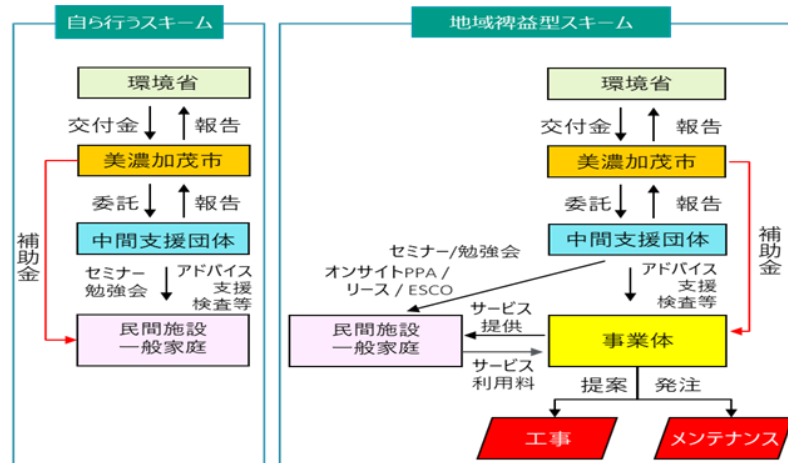 自ら行うスキーム
環境省
交付金
報告
美濃加茂市
委託
報告
補助金
中間支援団体
セミナー
勉強会
アドバイス
支援
検査等
民間施設
一般家庭
地域裨益型スキーム
環境省
交付金
報告
美濃加茂市
委託
報告
補助金
中間支援団体
セミナー/勉強会
オンサイトPPA /
リース / ESCO
アドバイス
支援
検査等
サービス
提供
民間施設
一般家庭
事業体
サービス
利用料
提案
発注
工事
メンテナンス